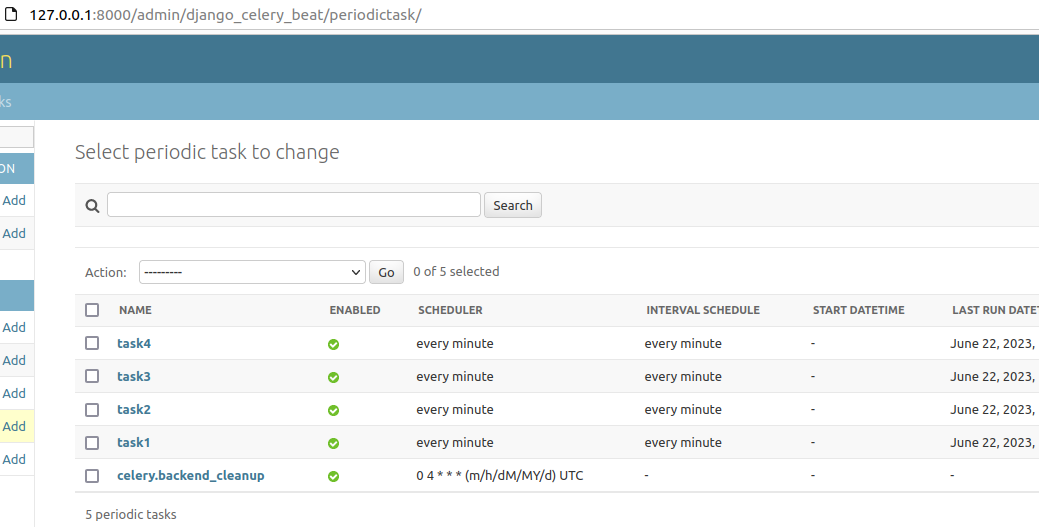 127.0.0.1:8000/admin/django_celery_beat/periodictask/
n
ks
ON
Add
Add
Add
Add
Add
Add
Add
Select periodic task to change
Search
Action: --------- Go 0 of 5 selected
NAME ENABLED SCHEDULER INTERVAL SCHEDULE START DATETIME LAST RUN DATET
task4 every minute every minute - June 22, 2023,
task3 every minute every minute - June 22, 2023,
task2 every minute every minute - June 22, 2023,
task1 every minute every minute - June 22, 2023,
celery.backend_cleanup 0 4 * * * (m/h/dM/MY/d) UTC - - -
5 periodic tasks